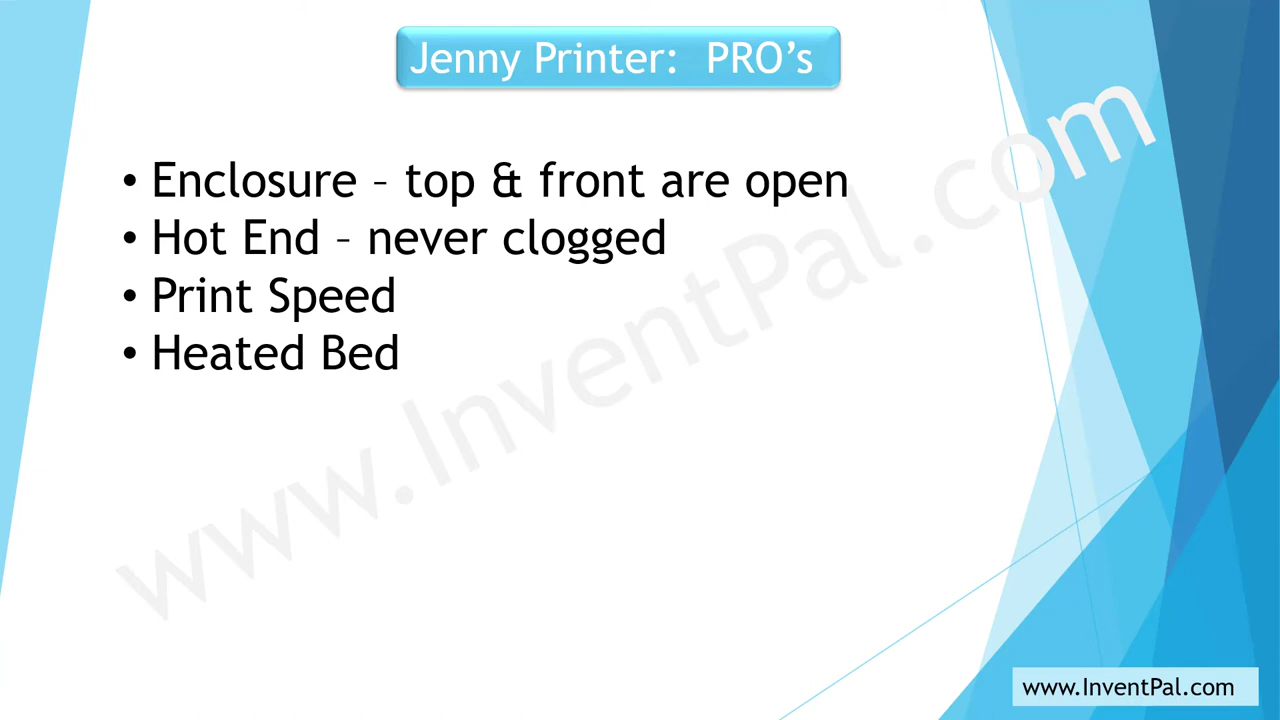 Jenny Printer: PRO’s
• Enclosure – top & front are open
• Hot End – never clogged
• Print Speed
• Heated Bed
www.InventPal.com
www.InventPal.com